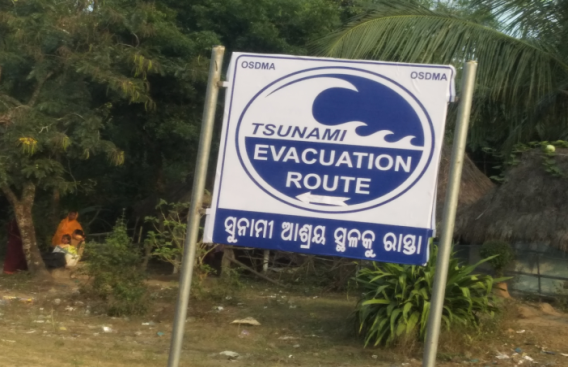 OSDMA
OSDMA
TSUNAMI
EVACUATION
ROUTE
ସୁନାମୀ ଆଶ୍ରୟ ସ୍ଥଳକୁ ରାସ୍ତା